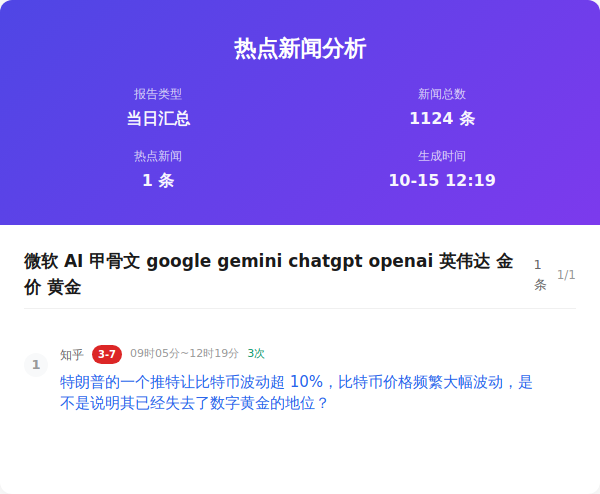 热点新闻分析
报告类型
新闻总数
当日汇总
1124 条
热点新闻
生成时间
1 条
10-15 12:19
微软 AI 甲骨文 google gemini chatgpt openai 英伟达 金
价 黄金
1
条
1/1
1
知乎 3-7 09时05分~12时19分 3次
特朗普的一个推特让比特币波动超 10%，比特币价格频繁大幅波动，是
不是说明其已经失去了数字黄金的地位？